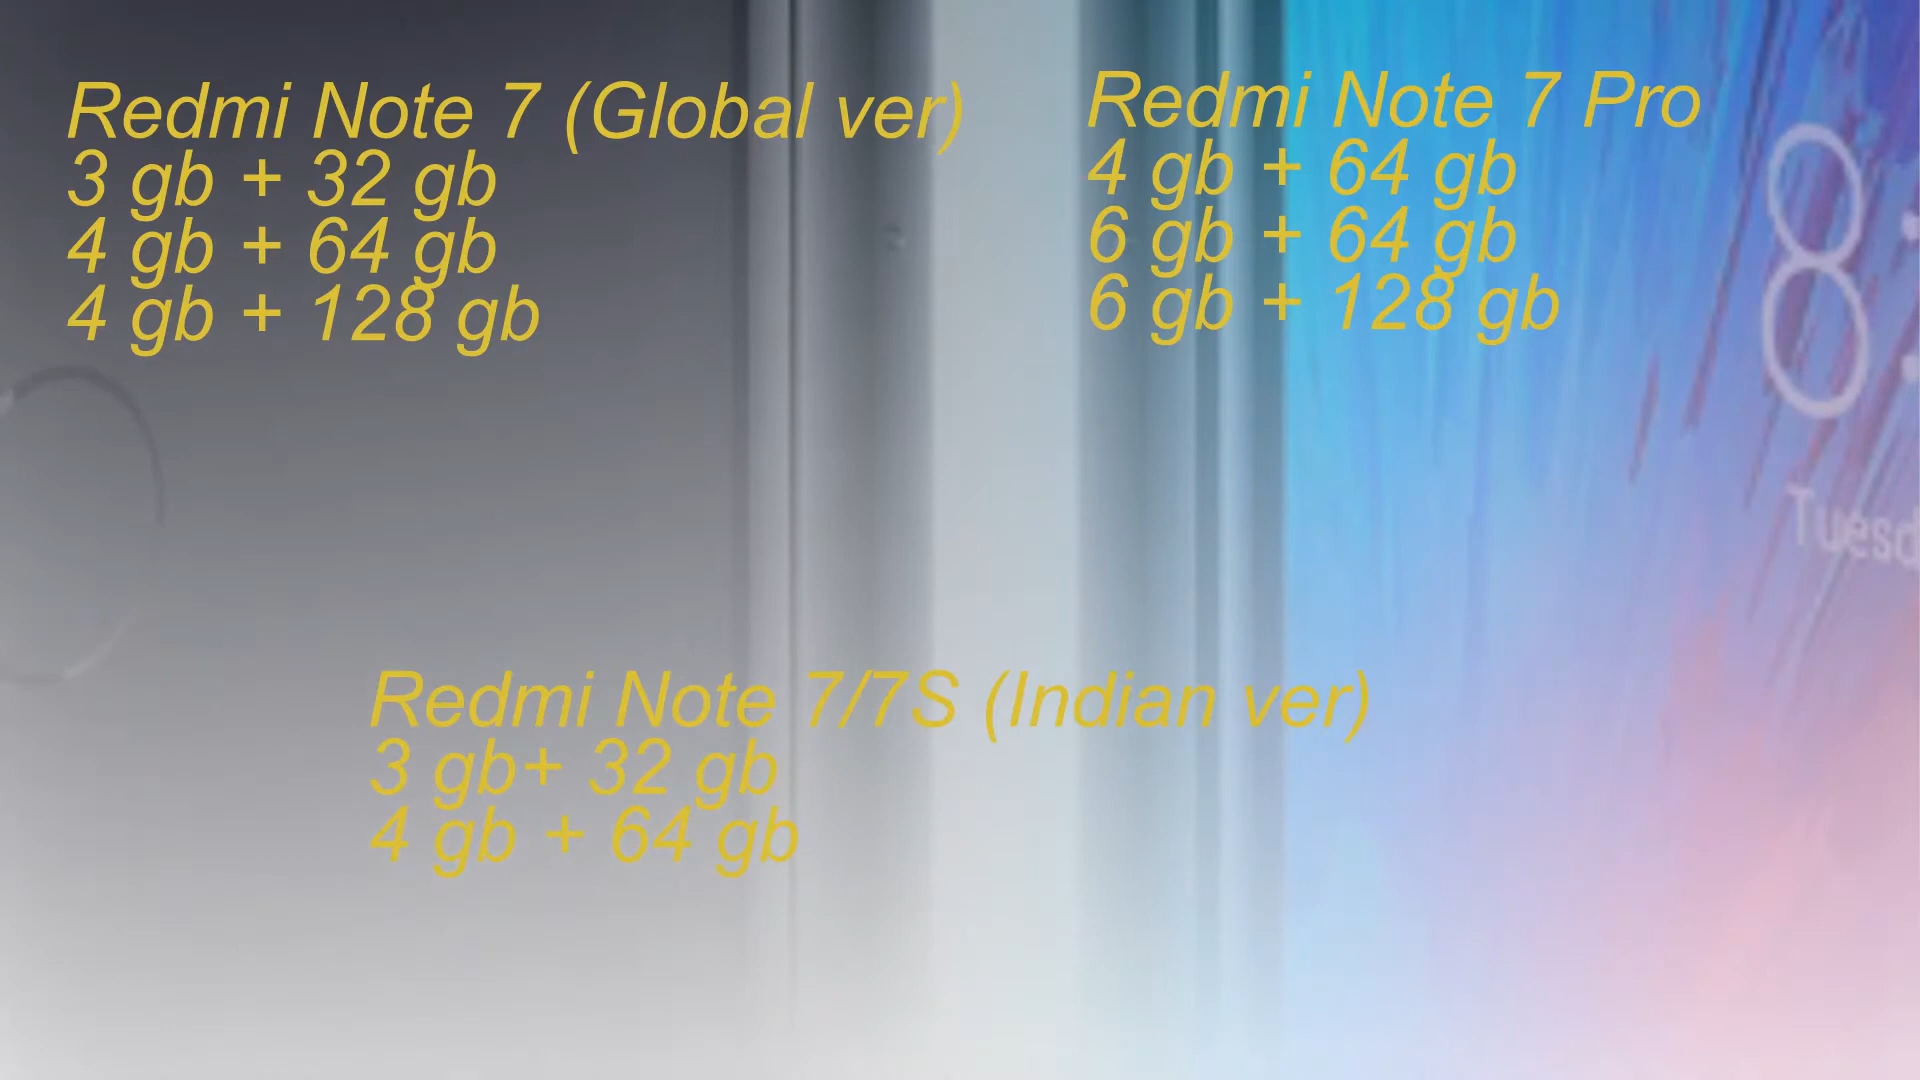 Redmi Note 7 (Global ver)
3 gb + 32 gb
4 gb + 64 gb
4 gb + 128 gb
Redmi Note 7 Pro
4 gb + 64 gb
6 gb + 64 gb
6 gb + 128 gb
8:
Tuesd
Redmi Note 7/7S (Indian ver)
3 gb+ 32 gb
4 gb + 64 gb